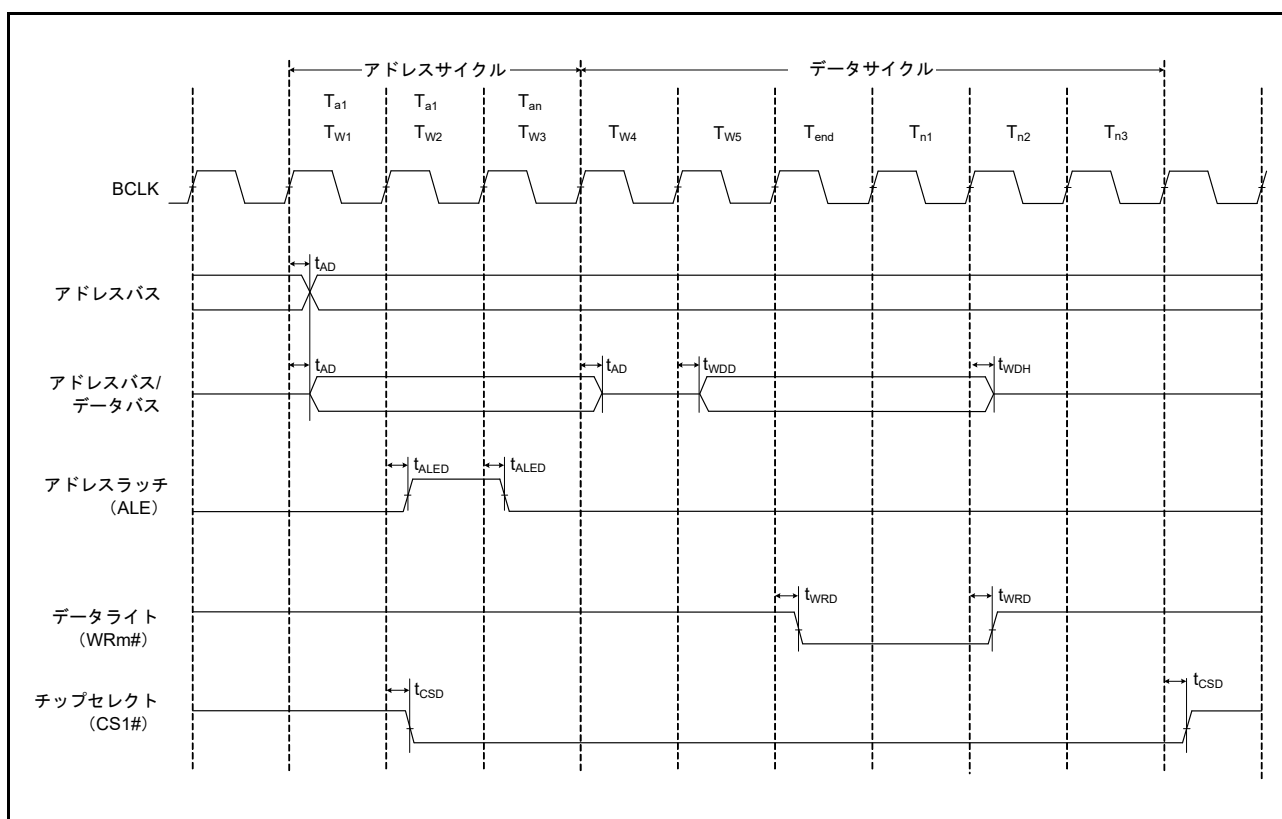 アドレスサイクル データサイクル
Ta1 Ta1 Tan
TW1 TW2 TW3 TW4 TW5 Tend Tn1 Tn2 Tn3
BCLK
tAD
アドレスバス
tAD tAD tWDD tWDH
アドレスバス/
データバス
tALED tALED
アドレスラッチ
（ALE）
tWRD tWRD
データライト
（WRm#）
tCSD tCSD
チップセレクト
（CS1#）